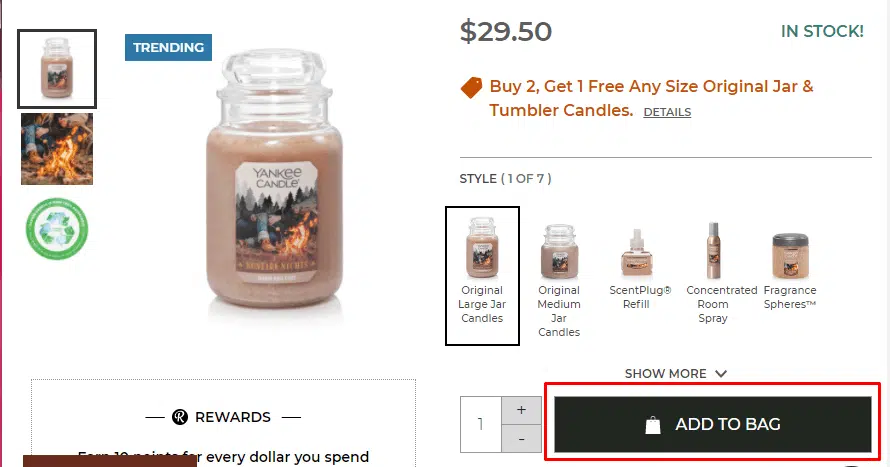 TRENDING
YANKEE
CANDLE
BONFIRE NIGHTS
$29.50
IN STOCK!
Buy 2, Get 1 Free Any Size Original Jar &
Tumbler Candles. DETAILS
STYLE ( 1 OF 7 )
Original
Large Jar
Candles
Original
Medium
Jar
Candles
ScentPlug®
Refill
Concentrated
Room
Spray
Fragrance
Spheres™
SHOW MORE
1
+
-
ADD TO BAG
R REWARDS
Earn 10 points for every dollar you spend